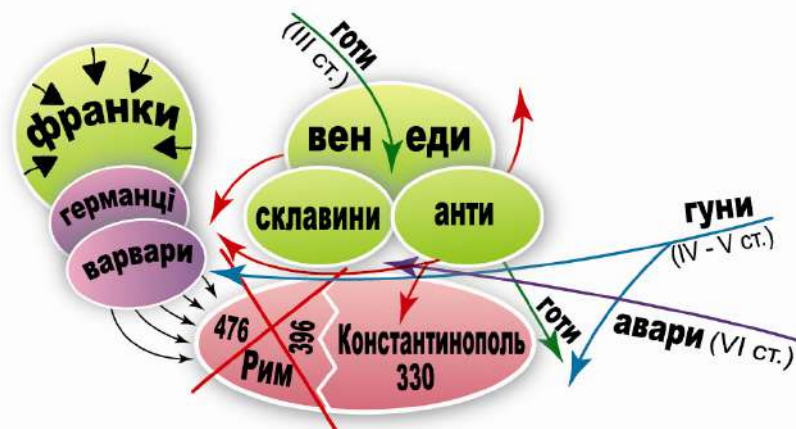 готи
(III ст.)
франки
вен еди
германці
склавини
анти
варвари
гуни
(IV - V ст.)
476
396
Рим
Константинополь
330
готи
авари (VI ст.)